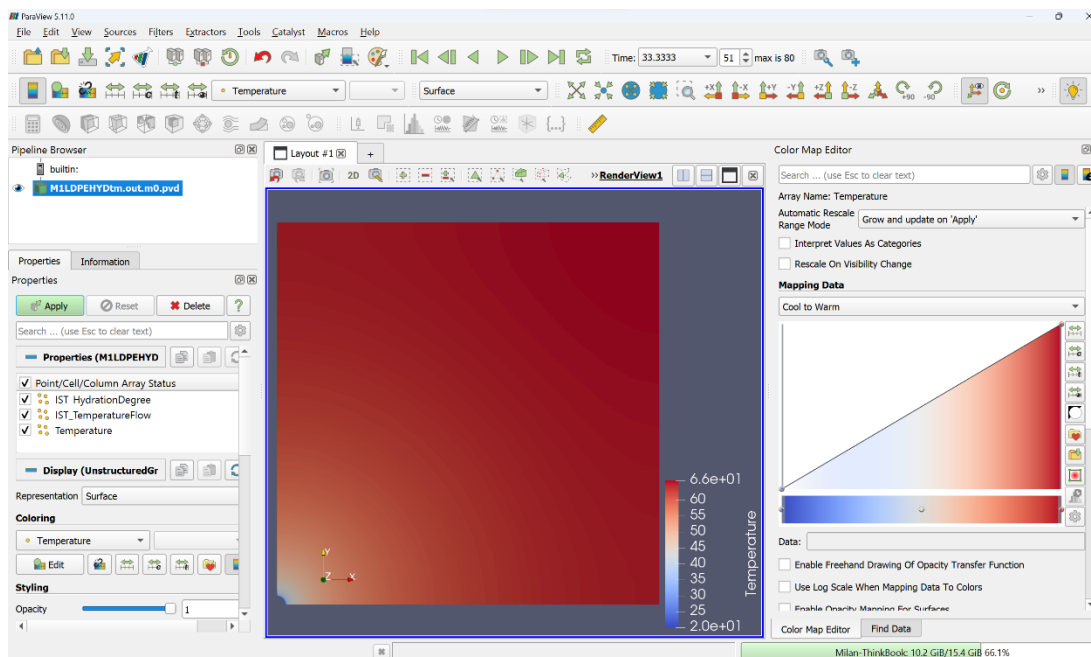 ParaView 5.11.0
File Edit View Sources Filters Extractors Tools Catalyst Macros Help
Time: 33.3333 51 max is 80
Temperature Surface +X -X +Y -Y +Z -Z +90 -90 »
Pipeline Browser
builtin:
M1LDPEHYDtm.out.m0.pvd
Properties Information
Properties
Apply Reset Delete ?
Search ... (use Esc to clear text)
Properties (M1LDPEHYD
Point/Cell/Column Array Status
IST_HydrationDegree
IST_TemperatureFlow
Temperature
Display (UnstructuredGr
Representation Surface
Coloring
Temperature
Edit
Styling
Opacity 1
Layout #1 +
2D »RenderView1
Y
Z X
6.6e+01
60
55
50
45
40
35
30
25
2.0e+01
Temperature
Color Map Editor
Search ... (use Esc to clear text)
Array Name: Temperature
Automatic Rescale
Range Mode Grow and update on 'Apply'
Interpret Values As Categories
Rescale On Visibility Change
Mapping Data
Cool to Warm
Data:
Enable Freehand Drawing Of Opacity Transfer Function
Use Log Scale When Mapping Data To Colors
Enable Opacity Mapping For Surfaces
Color Map Editor Find Data
Milan-ThinkBook: 10.2 GiB/15.4 GiB 66.1%